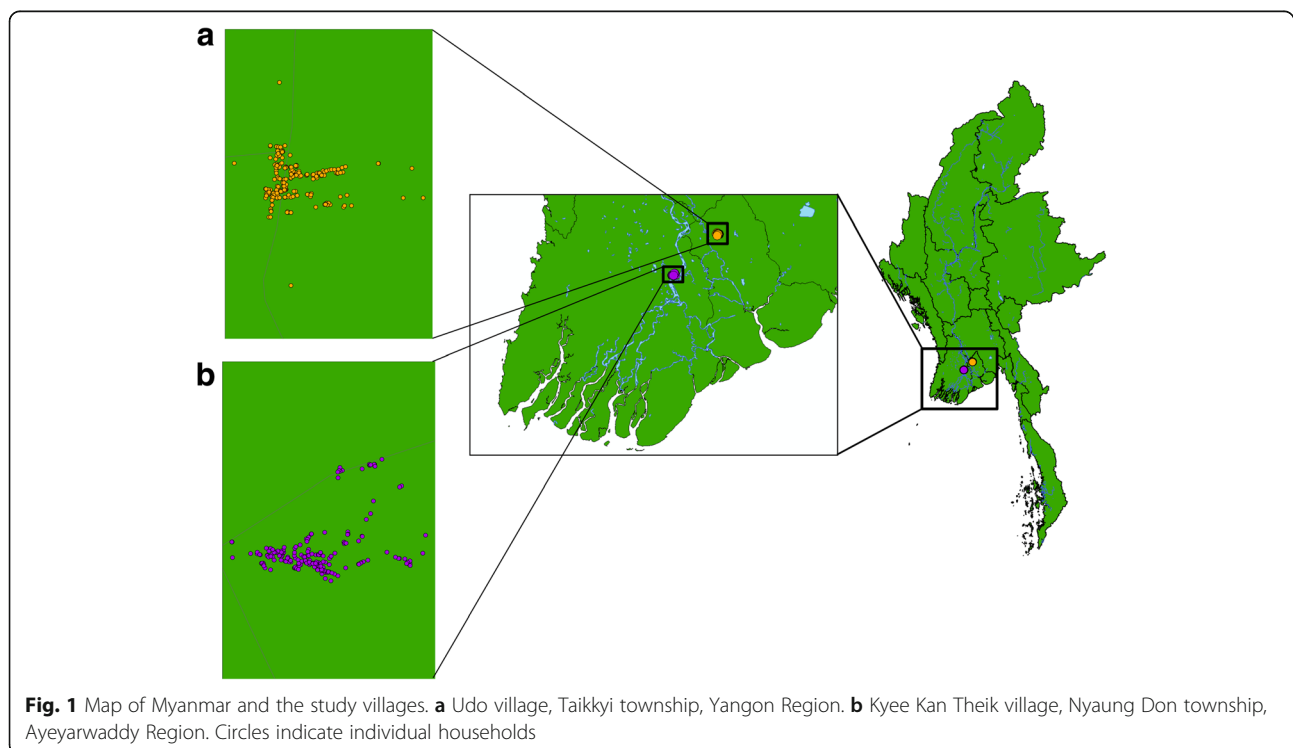 a
b
Fig. 1 Map of Myanmar and the study villages. a Udo village, Taikkyi township, Yangon Region. b Kyee Kan Theik village, Nyaung Don township,
Ayeyarwaddy Region. Circles indicate individual households